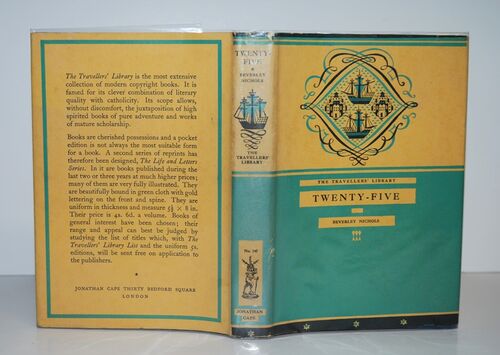 The Travellers' Library is the most extensive
collection of modern copyright books. It is
famed for its clever combination of literary
quality with catholicity. Its scope allows,
without discomfort, the juxtaposition of high
spirited books of pure adventure and works
of mature scholarship.
Books are cherished possessions and a pocket
edition is not always the most suitable form
for a book. A second series of reprints has
therefore been designed, The Life and Letters
Series. In it are books published during the
last two or three years at much higher prices;
many of them are very fully illustrated. They
are beautifully bound in green cloth with gold
lettering on the front and spine. They are
uniform in thickness and measure 5¼ × 8 in.
Their price is 4s. 6d. a volume. Books of
general interest have been chosen; their
range and appeal can best be judged by
studying the list of titles which, with The
Travellers' Library List and the uniform 5s.
editions, will be sent free on application to
the publishers.
JONATHAN CAPE THIRTY BEDFORD SQUARE
LONDON
TWENTY-
FIVE
BEVERLEY
NICHOLS
THE
TRAVELLERS'
LIBRARY
JONATHAN
CAPE
THE TRAVELLERS' LIBRARY
TWENTY-FIVE
BEVERLEY NICHOLS